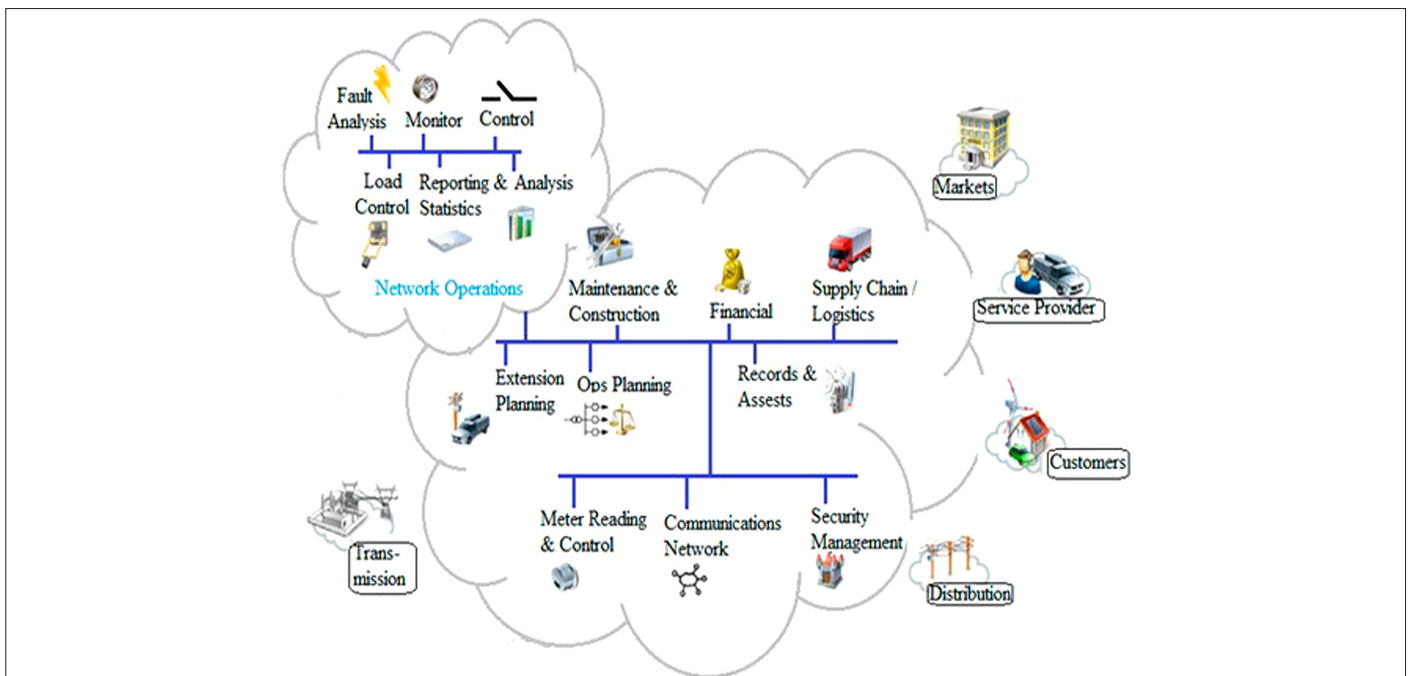 Fault
Analysis
Monitor
Control
Load
Control
Reporting &
Statistics
Analysis
Network Operations
Maintenance &
Construction
Financial
Supply Chain /
Logistics
Extension
Planning
Ops Planning
Records &
Assests
Meter Reading
& Control
Communications
Network
Security
Management
Markets
Service Provider
Customers
Distribution
Trans-
mission